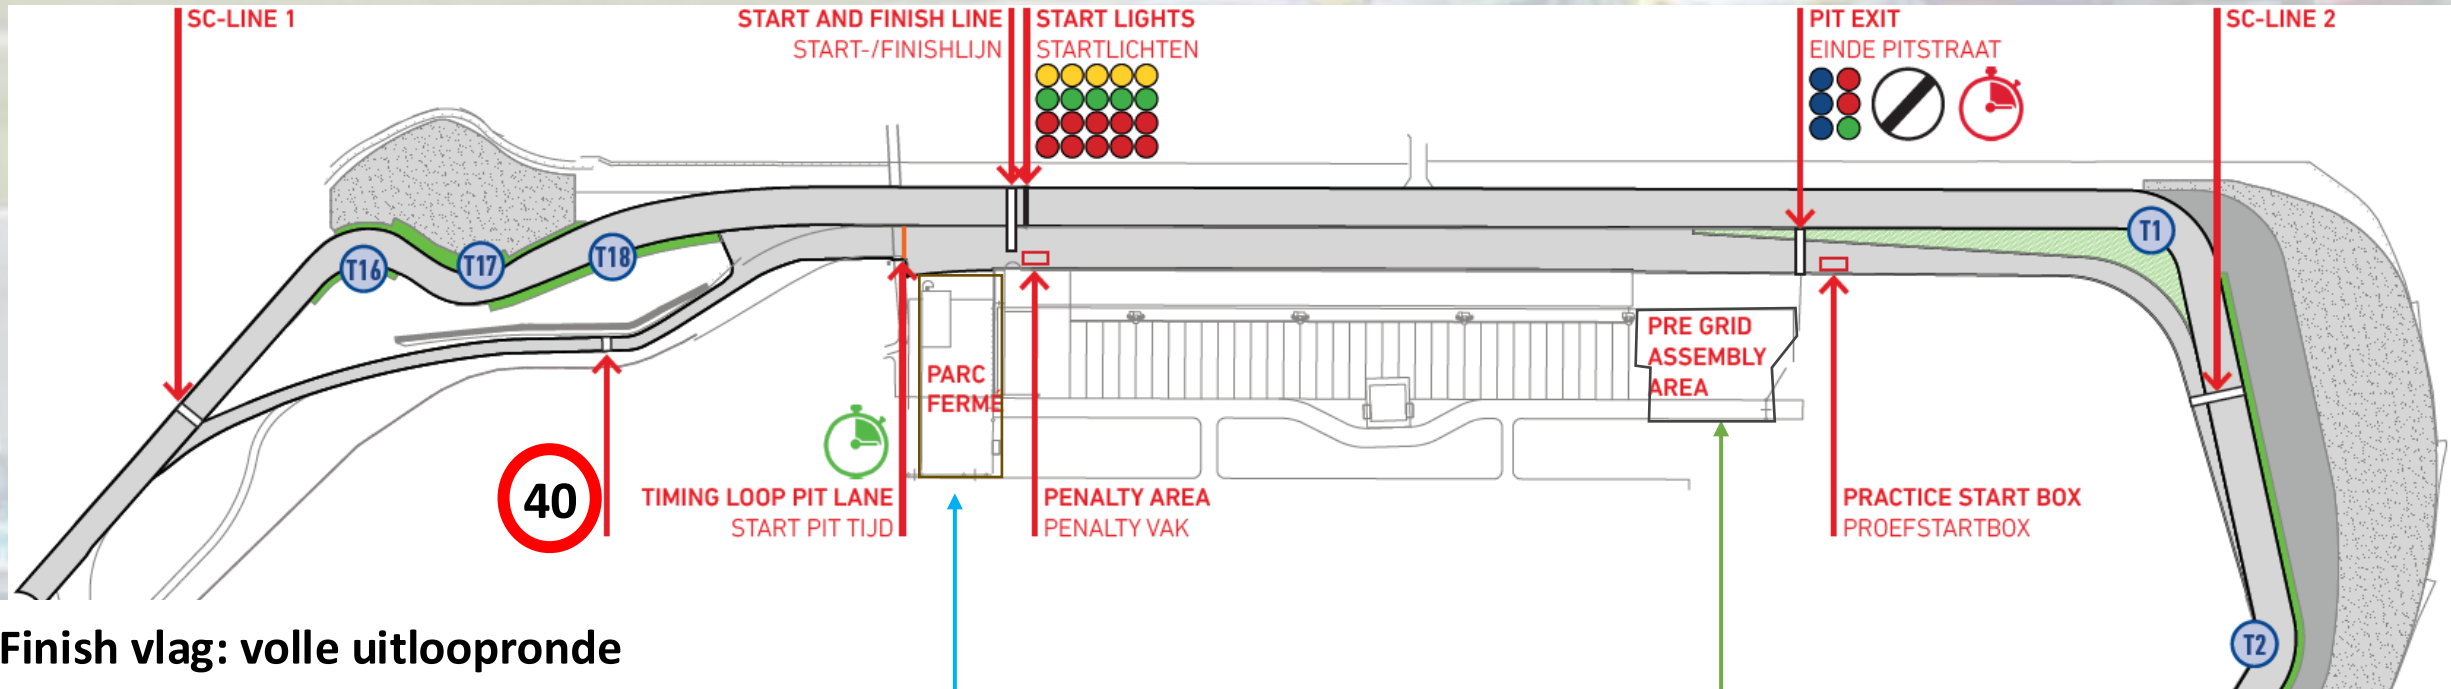 SC-LINE 1
START AND FINISH LINE
START-/FINISHLIJN
START LIGHTS
STARTLICHTEN
PIT EXIT
EINDE PITSTRAAT
SC-LINE 2
T16
T17
T18
T1
PARC
FERMÉ
PRE GRID
ASSEMBLY
AREA
40
TIMING LOOP PIT LANE
START PIT TIJD
PENALTY AREA
PENALTY VAK
PRACTICE START BOX
PROEFSTARTBOX
Finish vlag: volle uitloopronde
T2